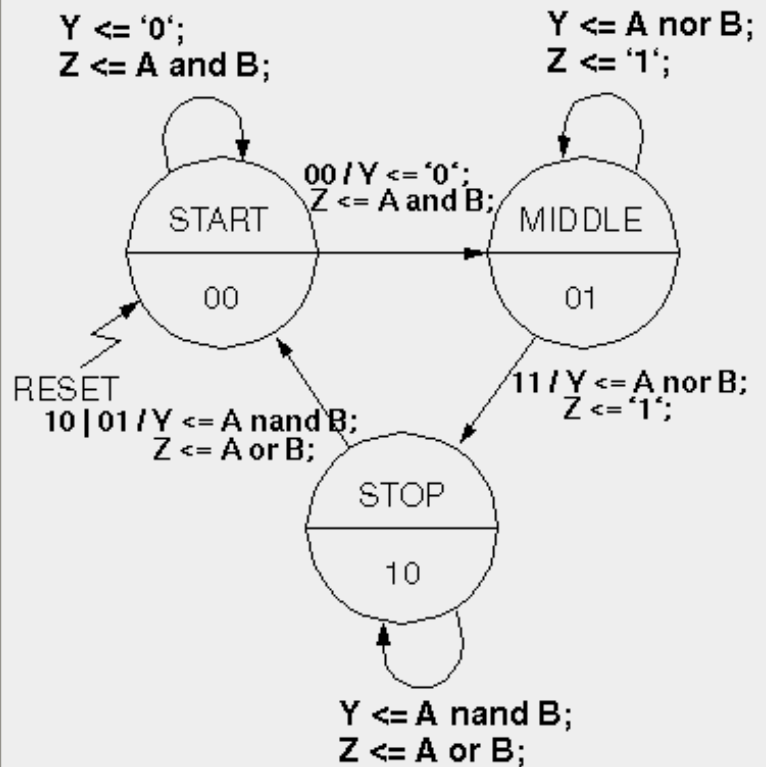 Y <= ‘0‘;
Z <= A and B;
Y <= A nor B;
Z <= ‘1‘;
00 / Y <= ‘0‘;
Z <= A and B;
START
00
MIDDLE
01
RESET
10 | 01 / Y <= A nand B;
Z <= A or B;
11 / Y <= A nor B;
Z <= ‘1‘;
STOP
10
Y <= A nand B;
Z <= A or B;